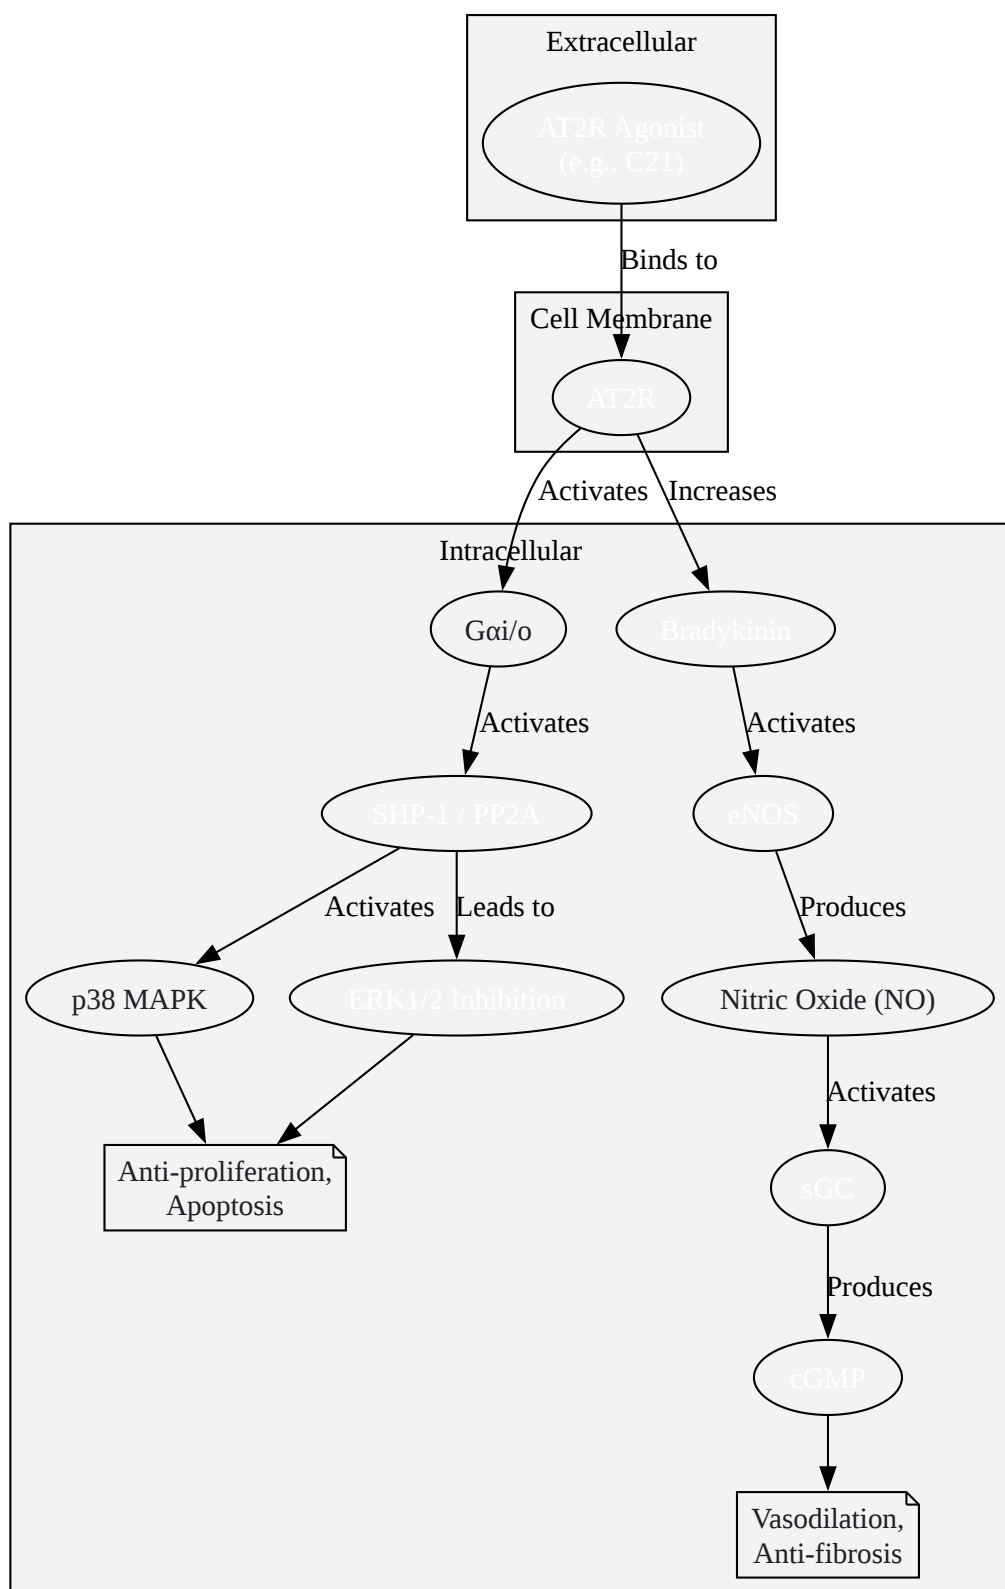 Extracellular
AT2R Agonist
(e.g., C21)
Binds to
Cell Membrane
AT2R
Activates
Increases
Intracellular
Gαi/o
Bradykinin
Activates
Activates
SHP-1 / PP2A
eNOS
Activates
Leads to
Produces
p38 MAPK
ERK1/2 Inhibition
Nitric Oxide (NO)
Activates
Anti-proliferation,
Apoptosis
sGC
Produces
cGMP
Vasodilation,
Anti-fibrosis